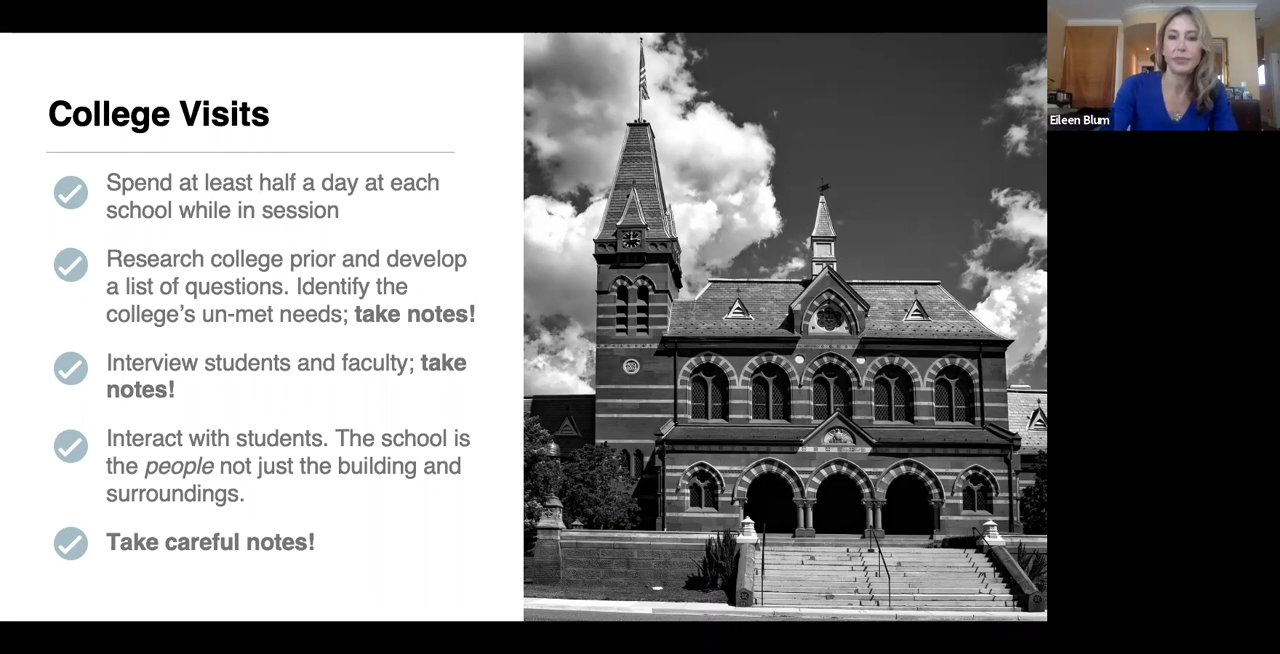 College Visits
Spend at least half a day at each
school while in session
Research college prior and develop
a list of questions. Identify the
college’s un-met needs; take notes!
Interview students and faculty; take
notes!
Interact with students. The school is
the people not just the building and
surroundings.
Take careful notes!
Eileen Blum